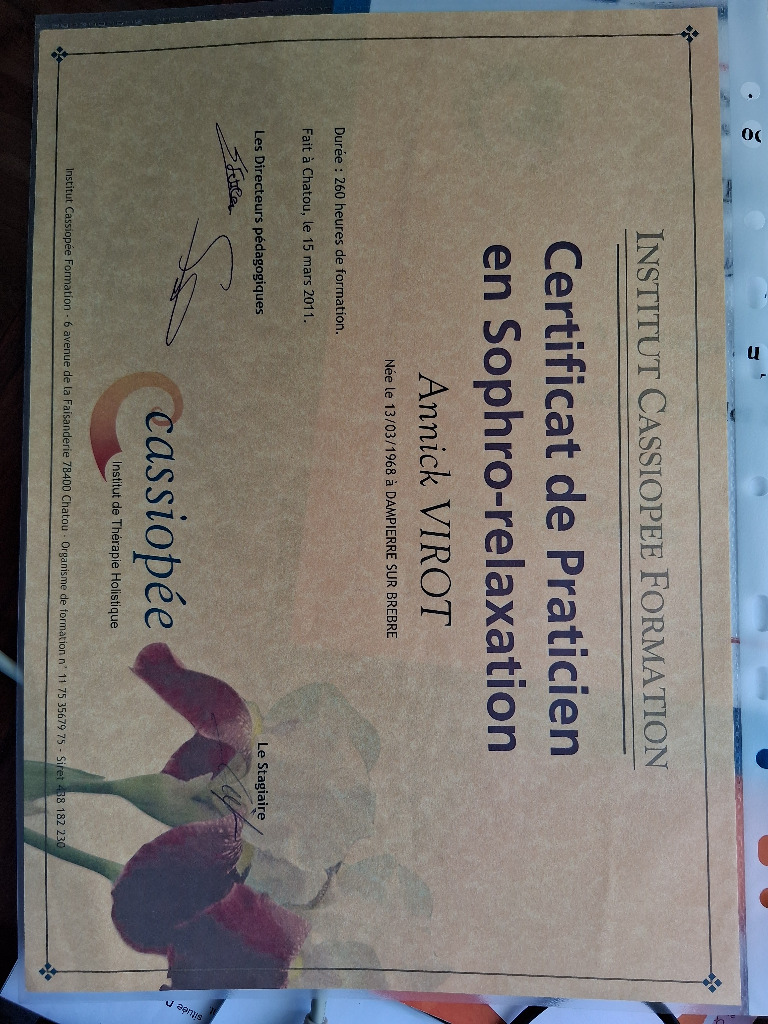 INSTITUT CASSIOPEE FORMATION
Certificat de Praticien
en Sophro-relaxation
Annick VIROT
Née le 13/03/1968 à DAMPIERRE SUR BREBRE
Durée : 260 heures de formation.
Fait à Chatou, le 15 mars 2011.
Les Directeurs pédagogiques
Le Stagiaire
Cassiopée
Institut de Thérapie Holistique
Institut Cassiopée Formation - 6 avenue de la Faisanderie 78400 Chatou - Organisme de formation n° 11 75 35679 75 - Siret 438 182 230
située